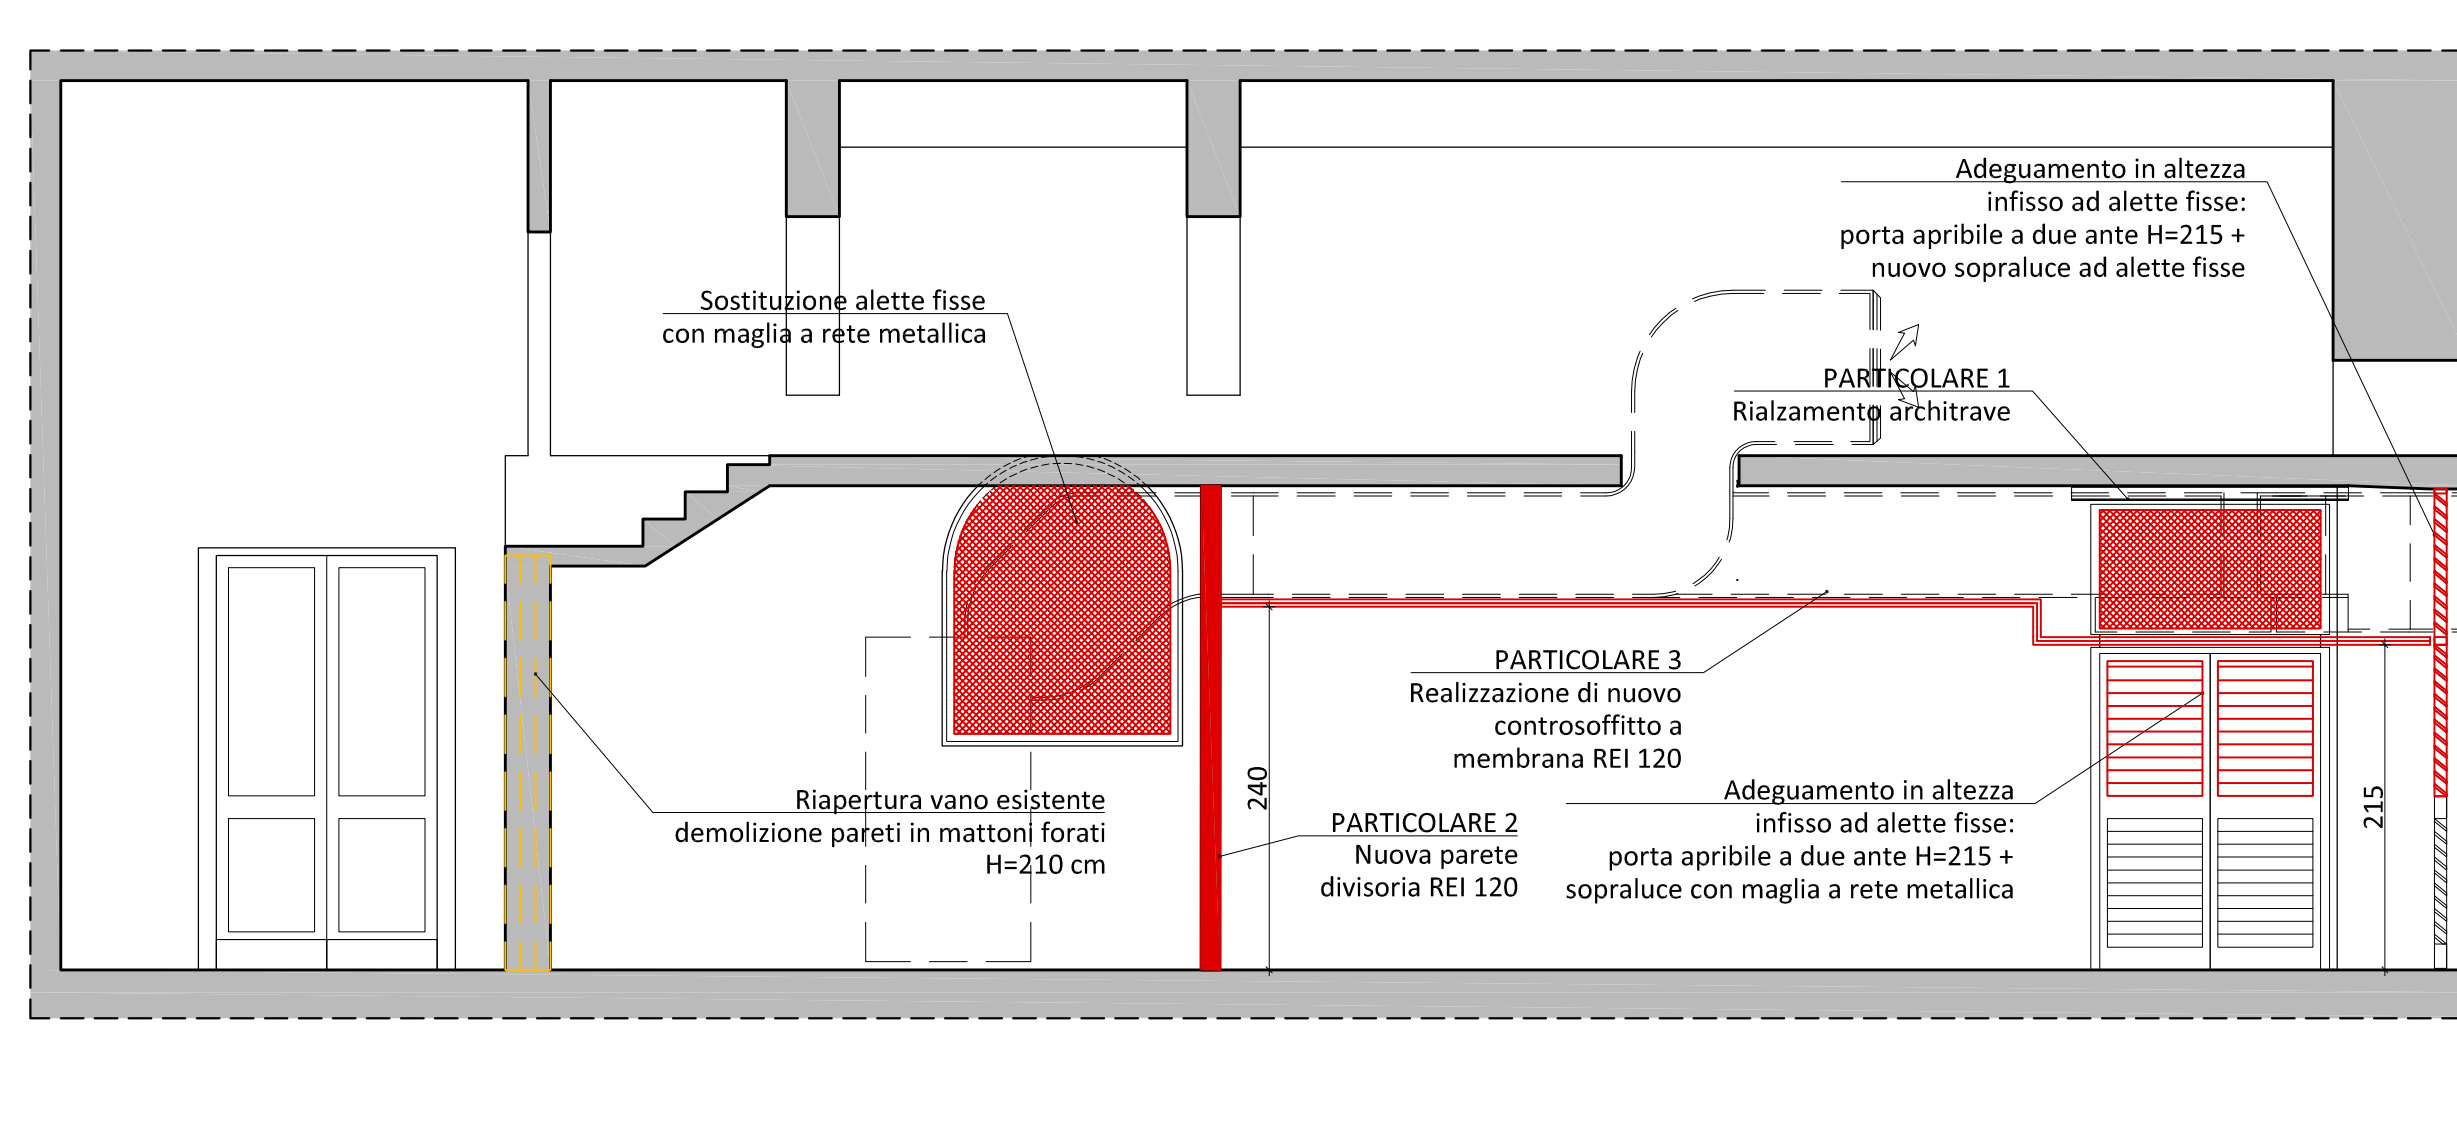 Adeguamento in altezza
infisso ad alette fisse:
porta apribile a due ante H=215 +
nuovo sopraluce ad alette fisse
Sostituzione alette fisse
con maglia a rete metallica
PARTICOLARE 1
Rialzamento architrave
PARTICOLARE 3
Realizzazione di nuovo
controsoffitto a
membrana REI 120
Riapertura vano esistente
demolizione pareti in mattoni forati
H=210 cm
240
PARTICOLARE 2
Nuova parete
divisoria REI 120
Adeguamento in altezza
infisso ad alette fisse:
porta apribile a due ante H=215 +
sopraluce con maglia a rete metallica
215